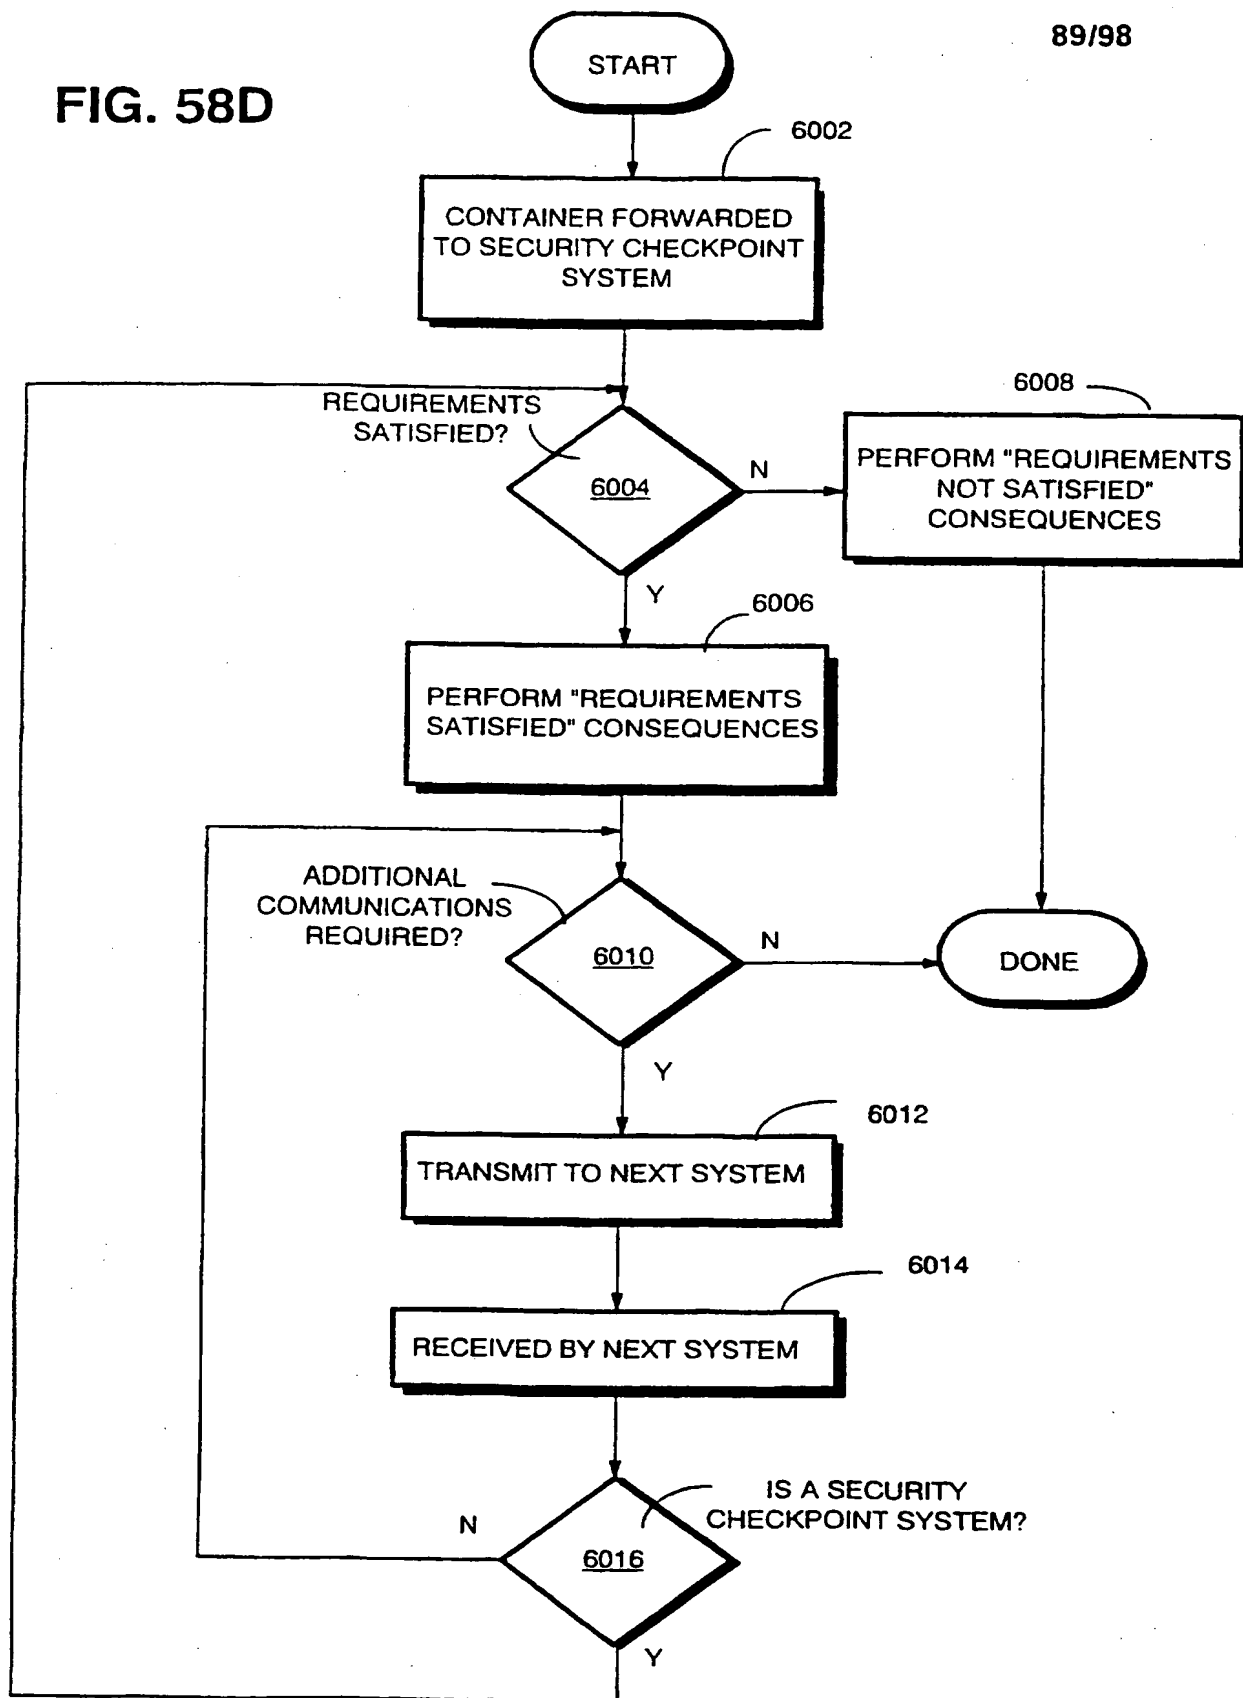 89/98
FIG. 58D
START
6002
CONTAINER FORWARDED
TO SECURITY CHECKPOINT
SYSTEM
REQUIREMENTS
SATISFIED?
6004
N
6008
PERFORM "REQUIREMENTS
NOT SATISFIED"
CONSEQUENCES
Y
6006
PERFORM "REQUIREMENTS
SATISFIED" CONSEQUENCES
ADDITIONAL
COMMUNICATIONS
REQUIRED?
6010
N
DONE
Y
6012
TRANSMIT TO NEXT SYSTEM
6014
RECEIVED BY NEXT SYSTEM
IS A SECURITY
CHECKPOINT SYSTEM?
N
6016
Y